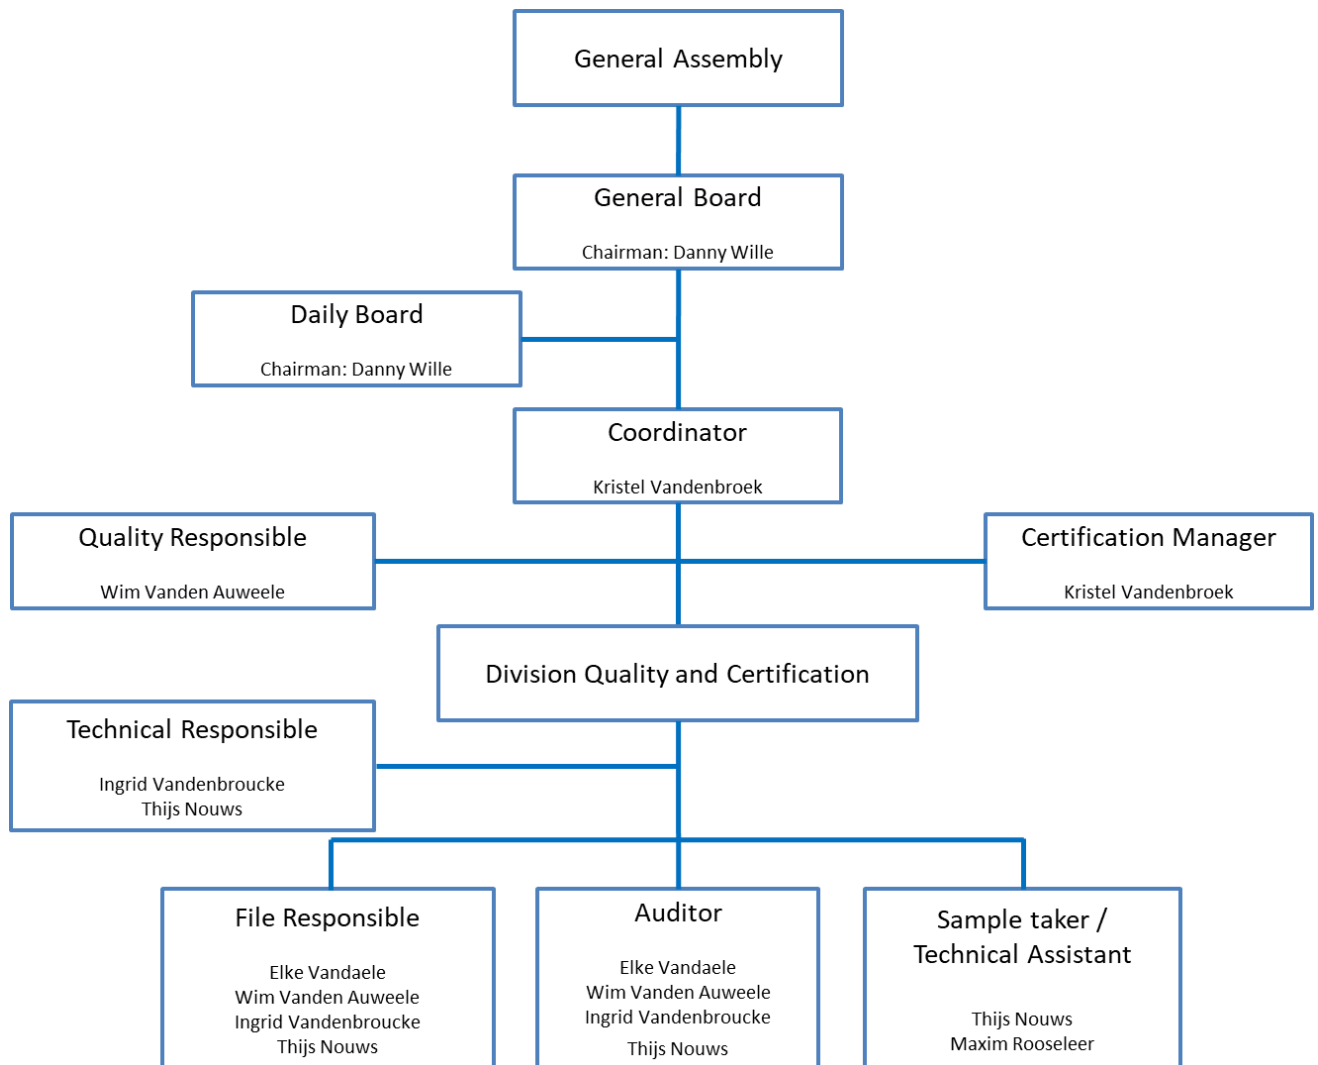 General Assembly
General Board
Chairman: Danny Wille
Daily Board
Chairman: Danny Wille
Coordinator
Kristel Vandenbroek
Quality Responsible
Wim Vanden Auweele
Certification Manager
Kristel Vandenbroek
Division Quality and Certification
Technical Responsible
Ingrid Vandenbroucke
Thijs Nouws
File Responsible
Elke Vandaele
Wim Vanden Auweele
Ingrid Vandenbroucke
Thijs Nouws
Auditor
Elke Vandaele
Wim Vanden Auweele
Ingrid Vandenbroucke
Thijs Nouws
Sample taker /
Technical Assistant
Thijs Nouws
Maxim Rooseleer